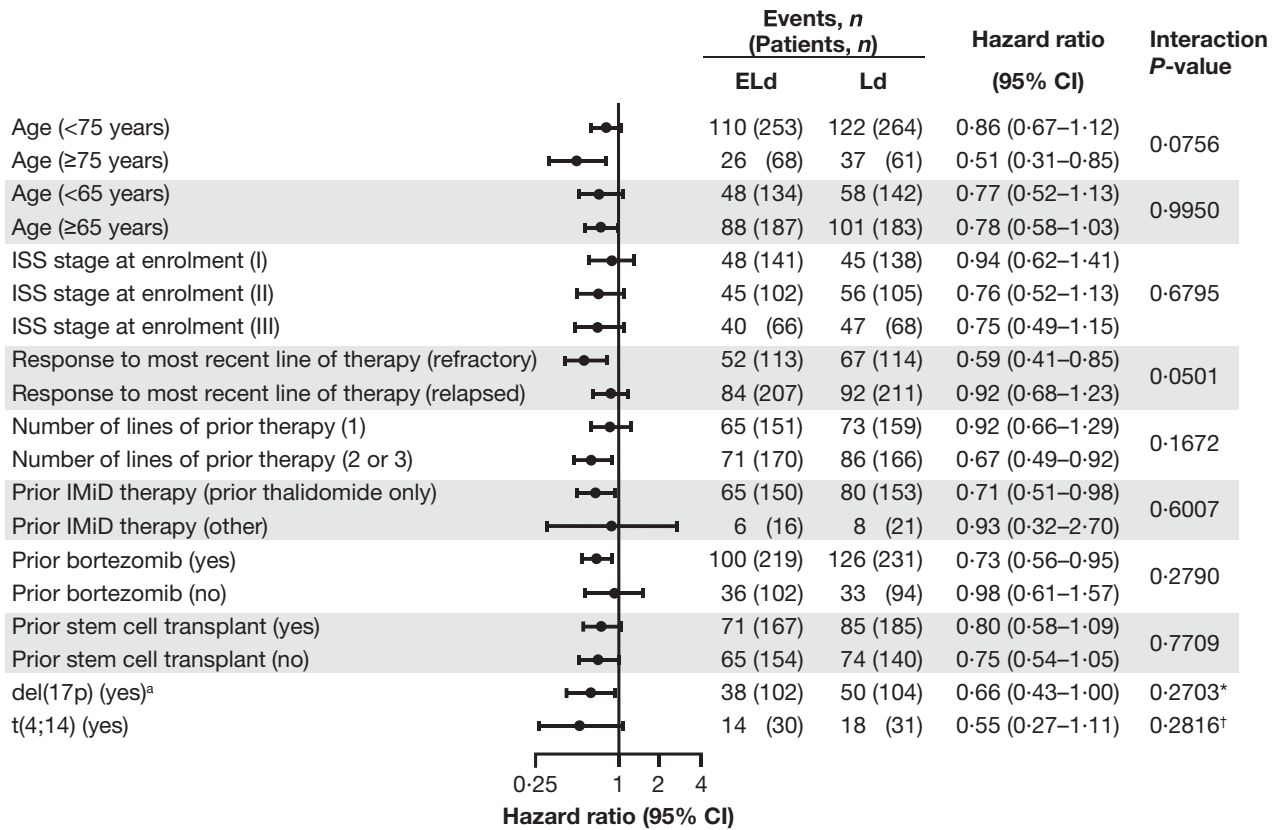 Events, n
(Patients, n)
Hazard ratio
Interaction
P-value
ELd Ld (95% CI)
Age (<75 years) 110 (253) 122 (264) 0·86 (0·67–1·12)
0·0756
Age (≥75 years) 26 (68) 37 (61) 0·51 (0·31–0·85)
Age (<65 years) 48 (134) 58 (142) 0·77 (0·52–1·13)
0·9950
Age (≥65 years) 88 (187) 101 (183) 0·78 (0·58–1·03)
ISS stage at enrolment (I) 48 (141) 45 (138) 0·94 (0·62–1·41)
ISS stage at enrolment (II) 45 (102) 56 (105) 0·76 (0·52–1·13) 0·6795
ISS stage at enrolment (III) 40 (66) 47 (68) 0·75 (0·49–1·15)
Response to most recent line of therapy (refractory) 52 (113) 67 (114) 0·59 (0·41–0·85)
0·0501
Response to most recent line of therapy (relapsed) 84 (207) 92 (211) 0·92 (0·68–1·23)
Number of lines of prior therapy (1) 65 (151) 73 (159) 0·92 (0·66–1·29)
0·1672
Number of lines of prior therapy (2 or 3) 71 (170) 86 (166) 0·67 (0·49–0·92)
Prior IMiD therapy (prior thalidomide only) 65 (150) 80 (153) 0·71 (0·51–0·98)
0·6007
Prior IMiD therapy (other) 6 (16) 8 (21) 0·93 (0·32–2·70)
Prior bortezomib (yes) 100 (219) 126 (231) 0·73 (0·56–0·95)
0·2790
Prior bortezomib (no) 36 (102) 33 (94) 0·98 (0·61–1·57)
Prior stem cell transplant (yes) 71 (167) 85 (185) 0·80 (0·58–1·09)
0·7709
Prior stem cell transplant (no) 65 (154) 74 (140) 0·75 (0·54–1·05)
del(17p) (yes)ᵃ 38 (102) 50 (104) 0·66 (0·43–1·00) 0·2703*
t(4;14) (yes) 14 (30) 18 (31) 0·55 (0·27–1·11) 0·2816†
0·25 1 2 4
Hazard ratio (95% CI)